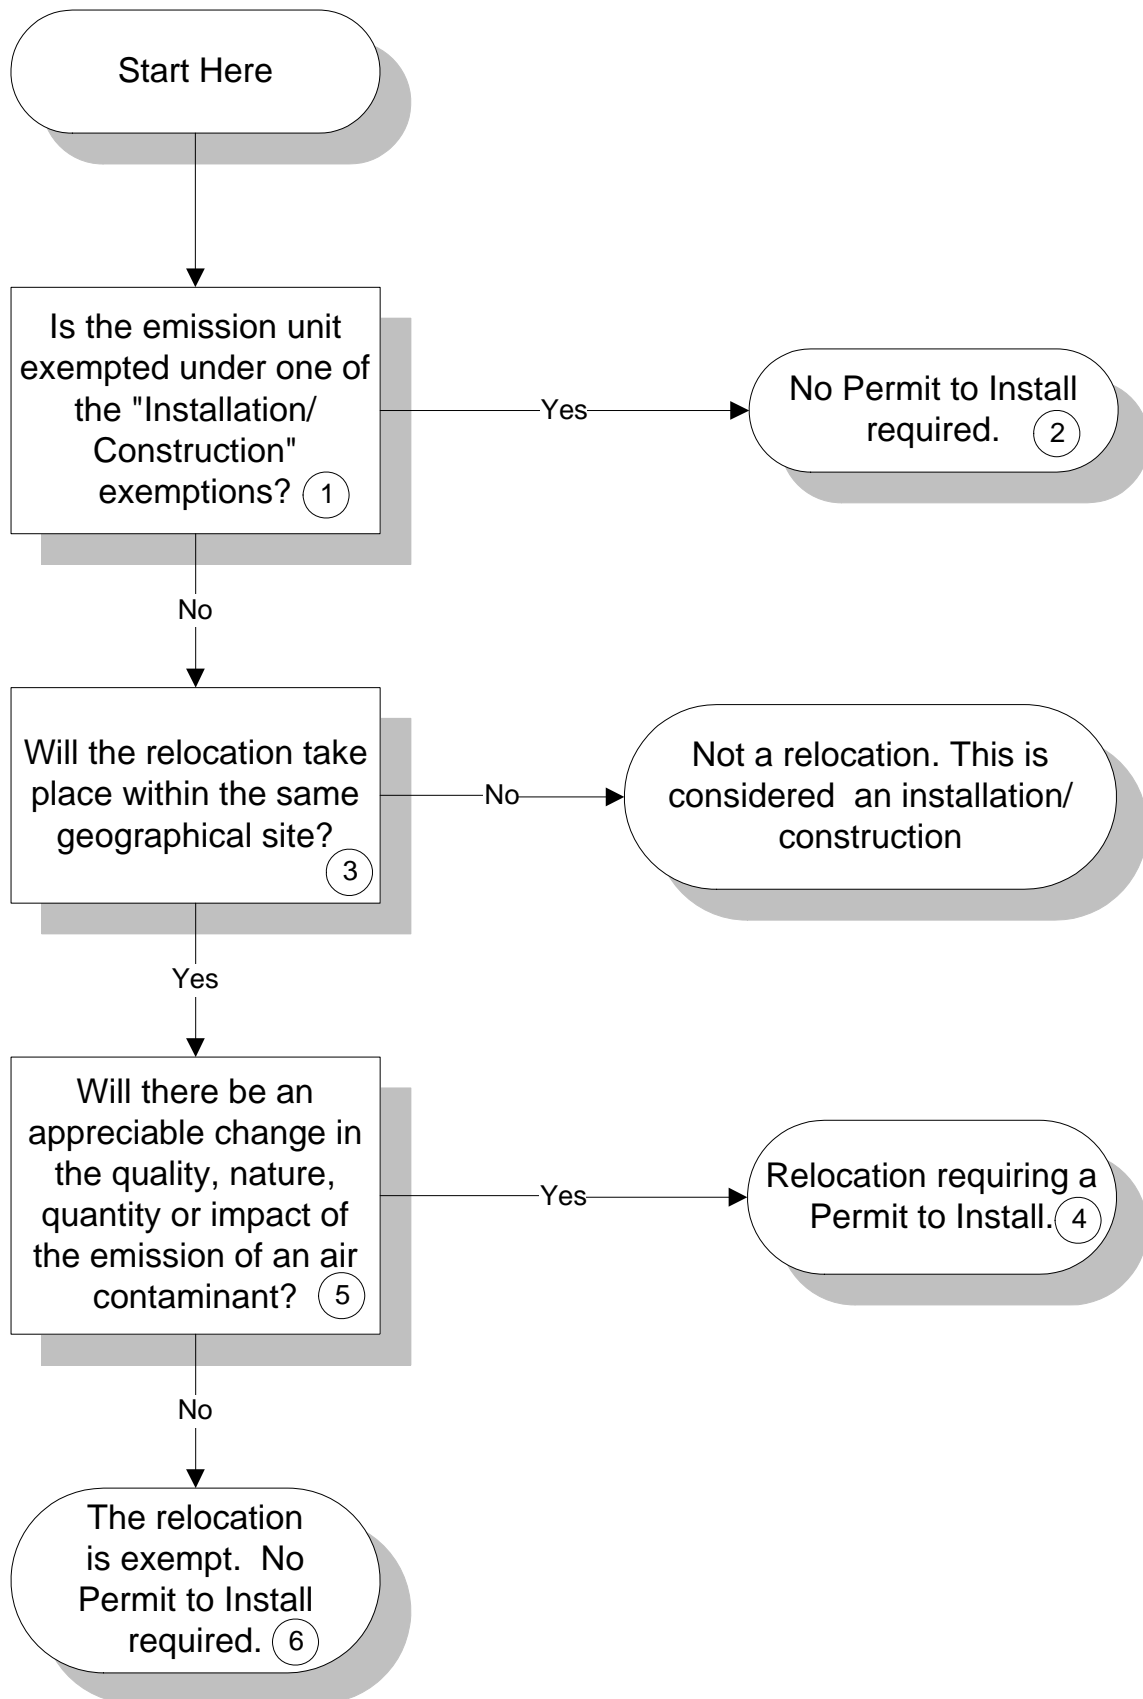 Start Here
Is the emission unit
exempted under one of
the "Installation/
Construction"
exemptions? 1
Yes
No Permit to Install
required. 2
No
Will the relocation take
place within the same
geographical site?
3
No
Not a relocation. This is
considered  an installation/
construction
Yes
Will there be an
appreciable change in
the quality, nature,
quantity or impact of
the emission of an air
contaminant? 5
Yes
Relocation requiring a
Permit to Install. 4
No
The relocation
is exempt.  No
Permit to Install
required. 6